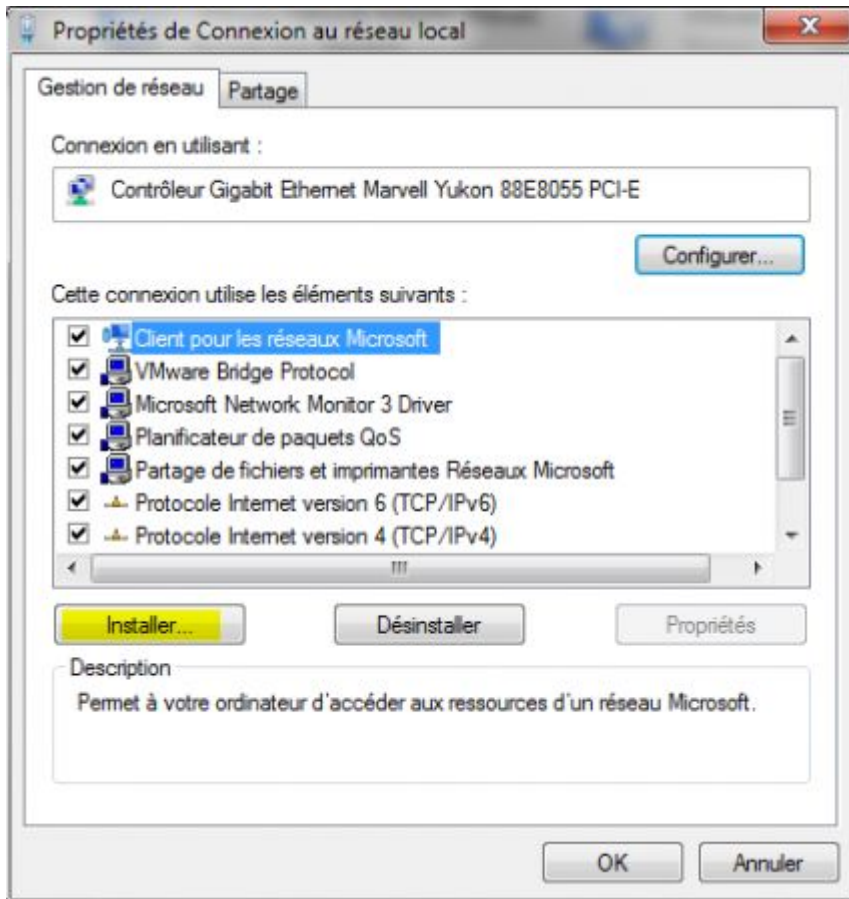 Propriétés de Connexion au réseau local
Gestion de réseau
Partage
Connexion en utilisant :
Contrôleur Gigabit Ethernet Marvell Yukon 88E8055 PCI-E
Configurer...
Cette connexion utilise les éléments suivants :
Client pour les réseaux Microsoft
VMware Bridge Protocol
Microsoft Network Monitor 3 Driver
Planificateur de paquets QoS
Partage de fichiers et imprimantes Réseaux Microsoft
Protocole Internet version 6 (TCP/IPv6)
Protocole Internet version 4 (TCP/IPv4)
Installer...
Désinstaller
Propriétés
Description
Permet à votre ordinateur d'accéder aux ressources d'un réseau Microsoft.
OK
Annuler